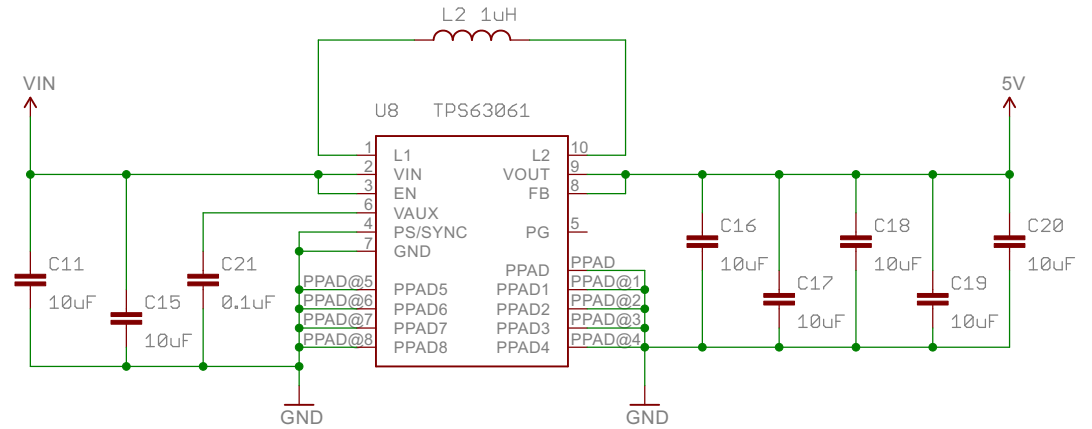 L2 1uH
VIN
5V
U8 TPS63061
1 L1 L2 10
2 VIN VOUT 9
3 EN FB 8
6 VAUX
4 PS/SYNC PG 5
7 GND
C16
10uF
C18
10uF
C20
10uF
C11
10uF
C15
10uF
C21
0.1uF
C17
10uF
C19
10uF
PPAD PPAD
PPAD@5 PPAD5 PPAD1 PPAD@1
PPAD@6 PPAD6 PPAD2 PPAD@2
PPAD@7 PPAD7 PPAD3 PPAD@3
PPAD@8 PPAD8 PPAD4 PPAD@4
GND
GND